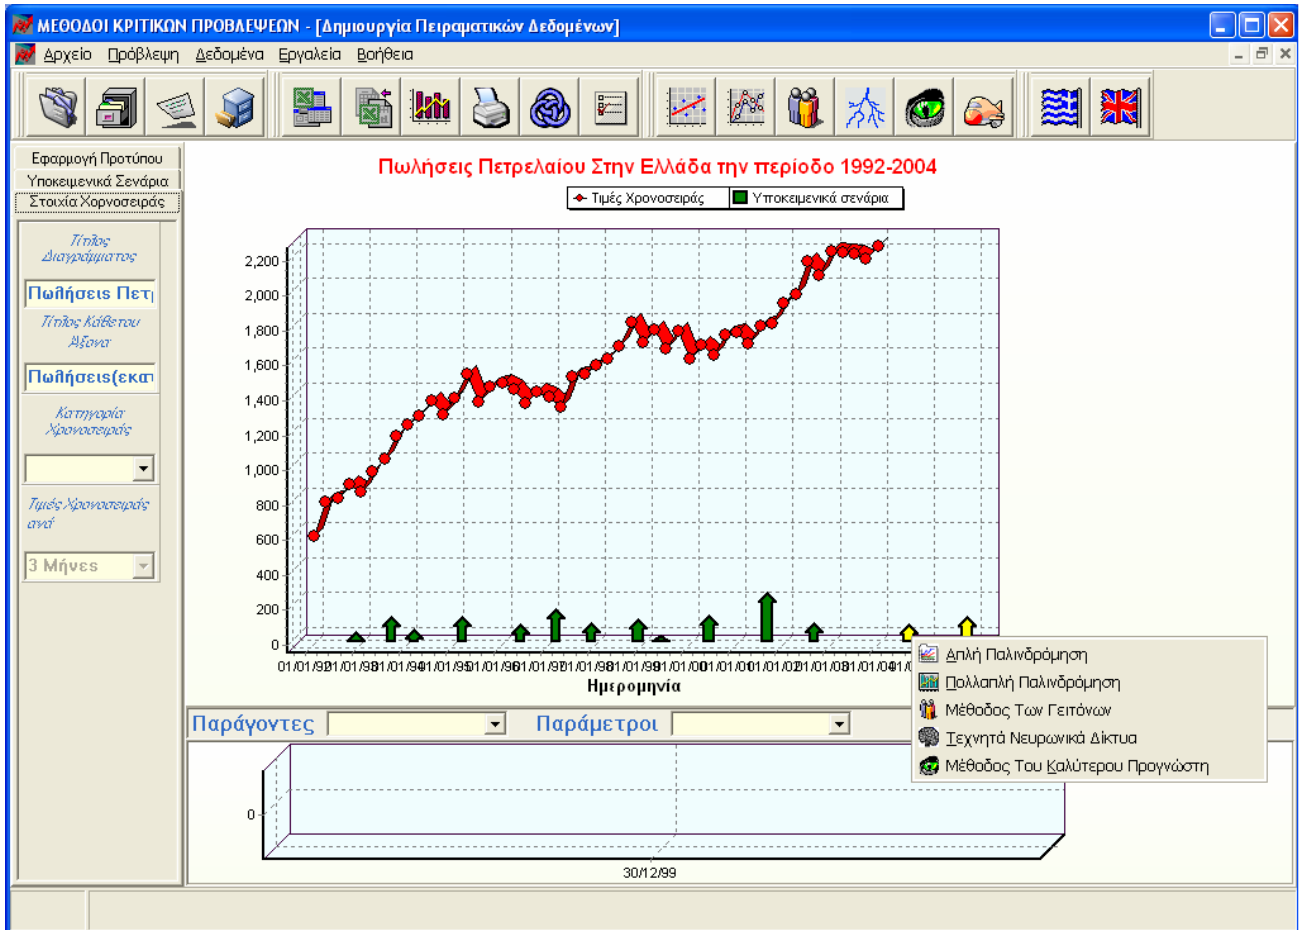 ΜΕΘΟΔΟΙ ΚΡΙΤΙΚΩΝ ΠΡΟΒΛΕΨΕΩΝ - [Δημιουργία Πειραματικών Δεδομένων]
Αρχείο Πρόβλεψη Δεδομένα Εργαλεία Βοήθεια
Εφαρμογή Προτύπου
Υποκειμενικά Σενάρια
Στοιχία Χορνοσειράς
Τίτλος
Διαγράμματος
Πωλήσεις Πετρ
Τίτλος Κάθετου
Άξονα
Πωλήσεις(εκατ
Κατηγορία
Χρονοσειράς
Τιμές Χρονοσειράς
ανά
3 Μήνες
Πωλήσεις Πετρελαίου Στην Ελλάδα την περίοδο 1992-2004
Τιμές Χρονοσειράς Υποκειμενικά σενάρια
2,200
2,000
1,800
1,600
1,400
1,200
1,000
800
600
400
200
0
Ημερομηνία
Απλή Παλινδρόμηση
Πολλαπλή Παλινδρόμηση
Μέθοδος Των Γειτόνων
Τεχνητά Νευρωνικά Δίκτυα
Μέθοδος Του Καλύτερου Προγνώστη
Παράγοντες Παράμετροι
0
30/12/99